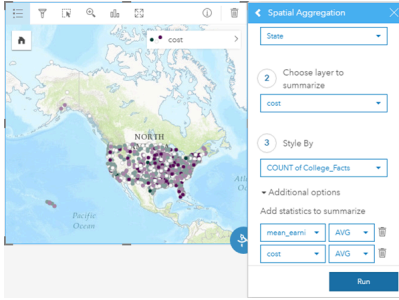 Spatial Aggregation
State
2
Choose layer to
summarize
cost
3
Style By
COUNT of College_Facts
Additional options
Add statistics to summarize
mean_earni
AVG
cost
AVG
Run
cost
NORTH
Pacific
Ocean